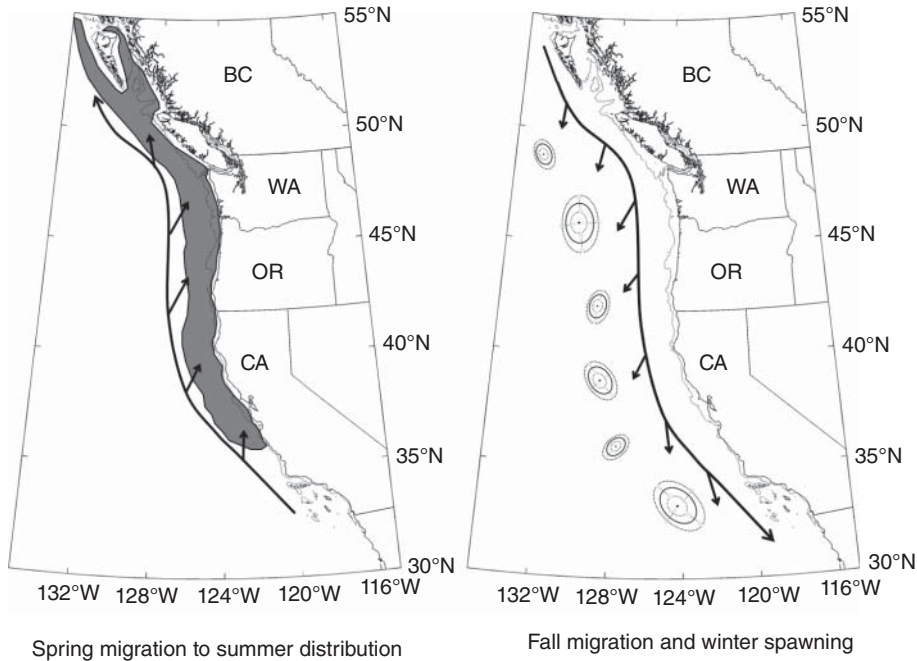 55°N
BC
50°N
WA
45°N
OR
40°N
CA
35°N
30°N
132°W 128°W 124°W 120°W 116°W
Spring migration to summer distribution
55°N
BC
50°N
WA
45°N
OR
40°N
CA
35°N
30°N
132°W 128°W 124°W 120°W 116°W
Fall migration and winter spawning